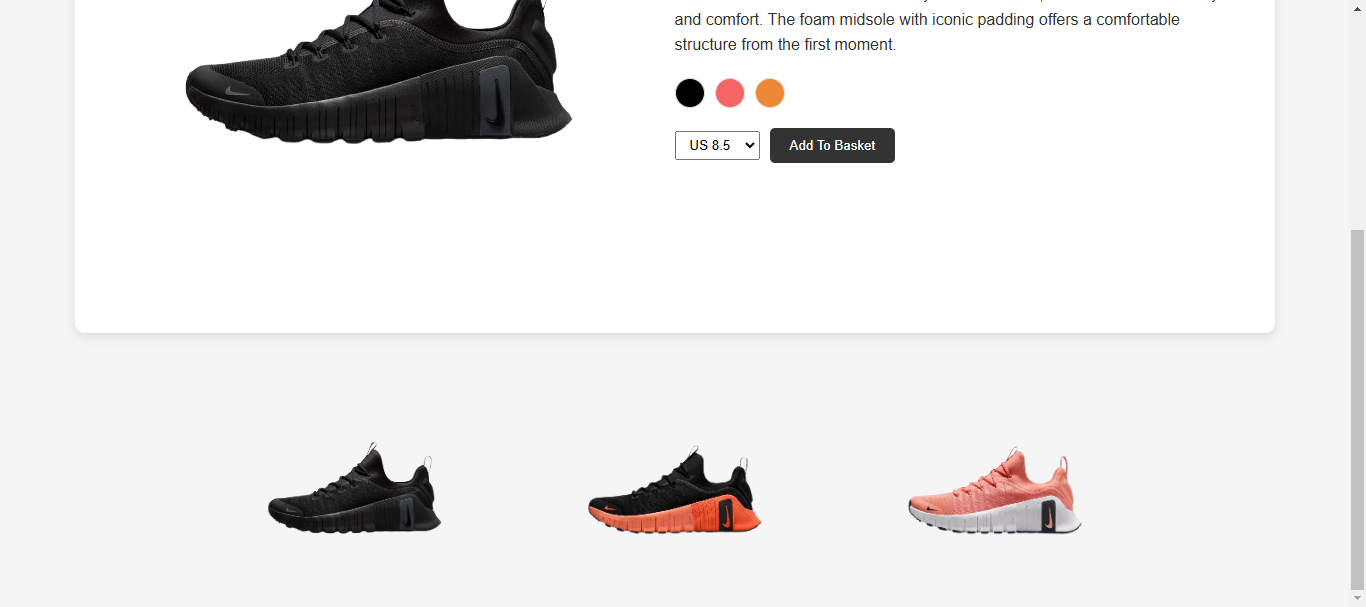 and comfort. The foam midsole with iconic padding offers a comfortable
structure from the first moment.
US 8.5
Add To Basket